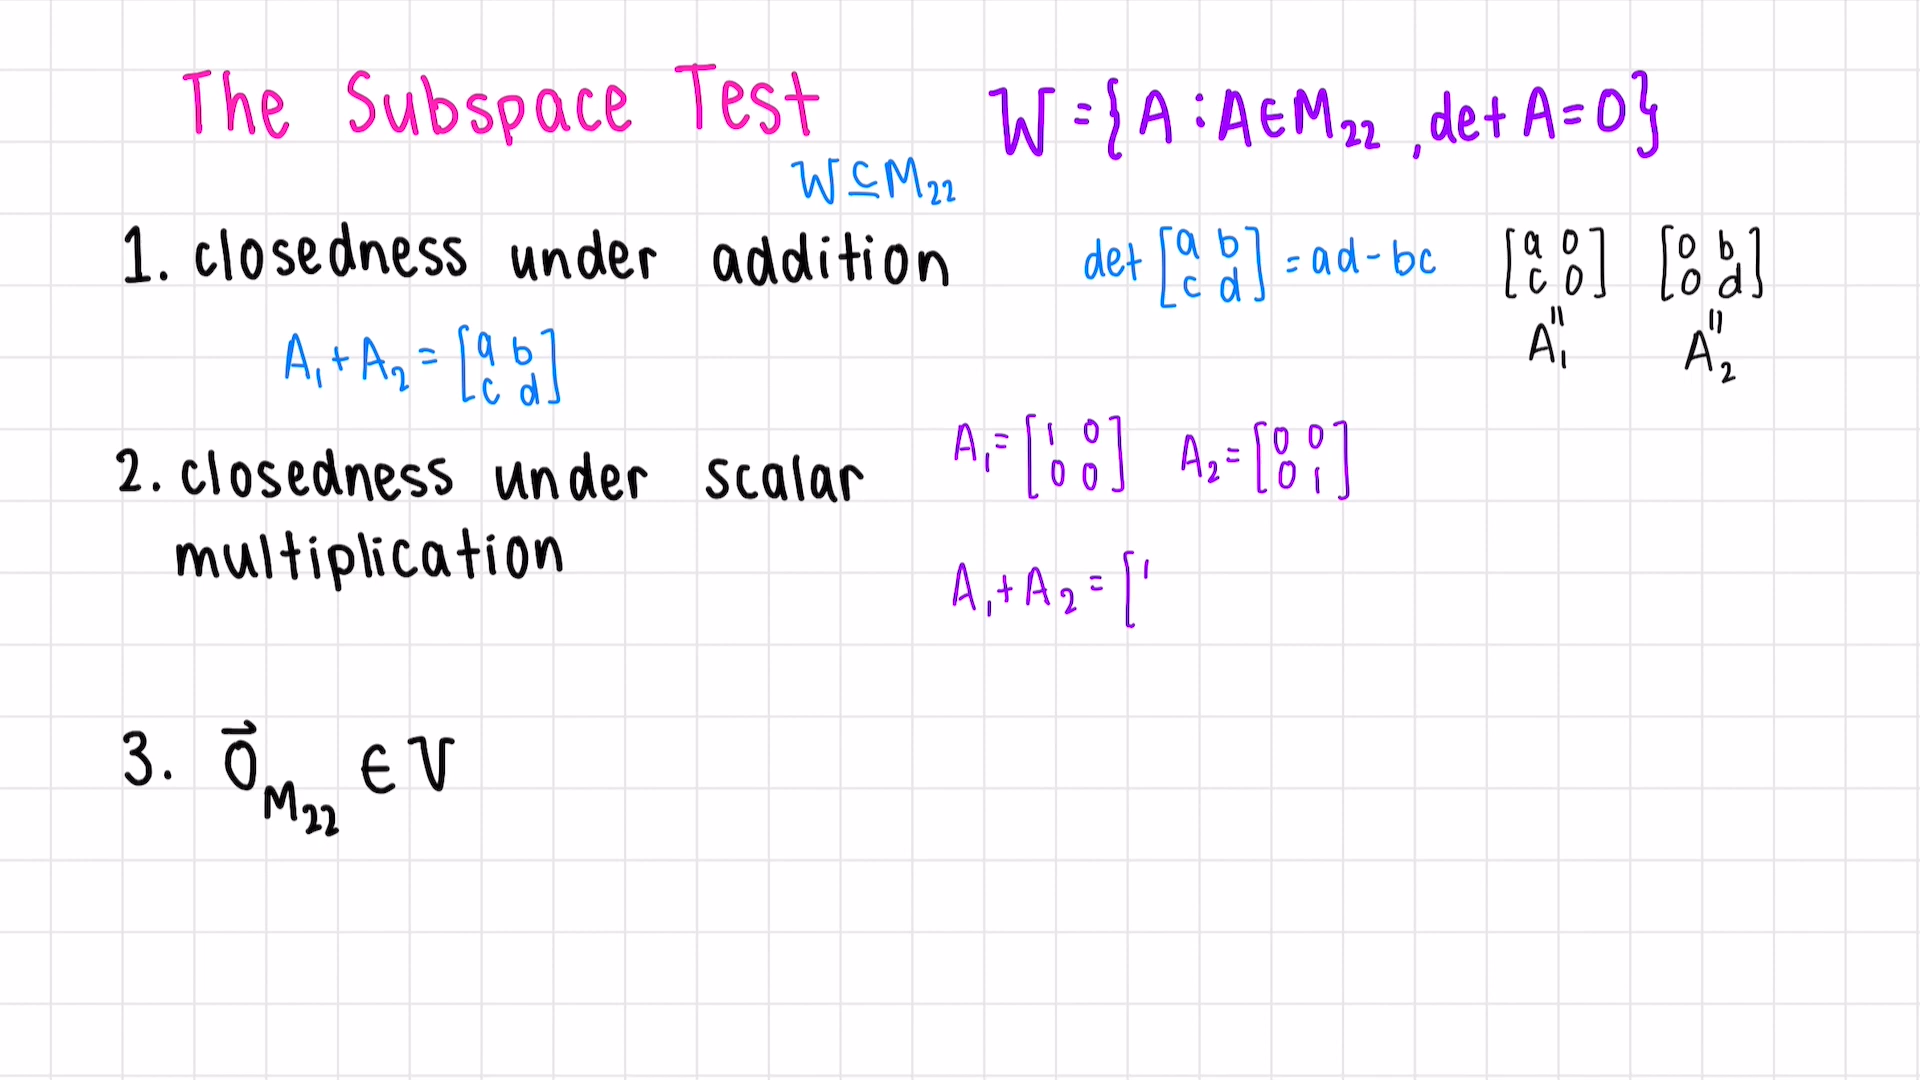 The Subspace Test
W = {A : A ∈ M₂₂, det A = 0}
W ⊆ M₂₂
1. closedness under addition
det [a b; c d] = ad - bc
[a 0; c 0] [0 b; 0 d]
" "
A₁ A₂
A₁ + A₂ = [a b; c d]
2. closedness under scalar
multiplication
A₁ = [1 0; 0 0] A₂ = [0 0; 0 1]
A₁ + A₂ = [1
3. 0⃗_M₂₂ ∈ V